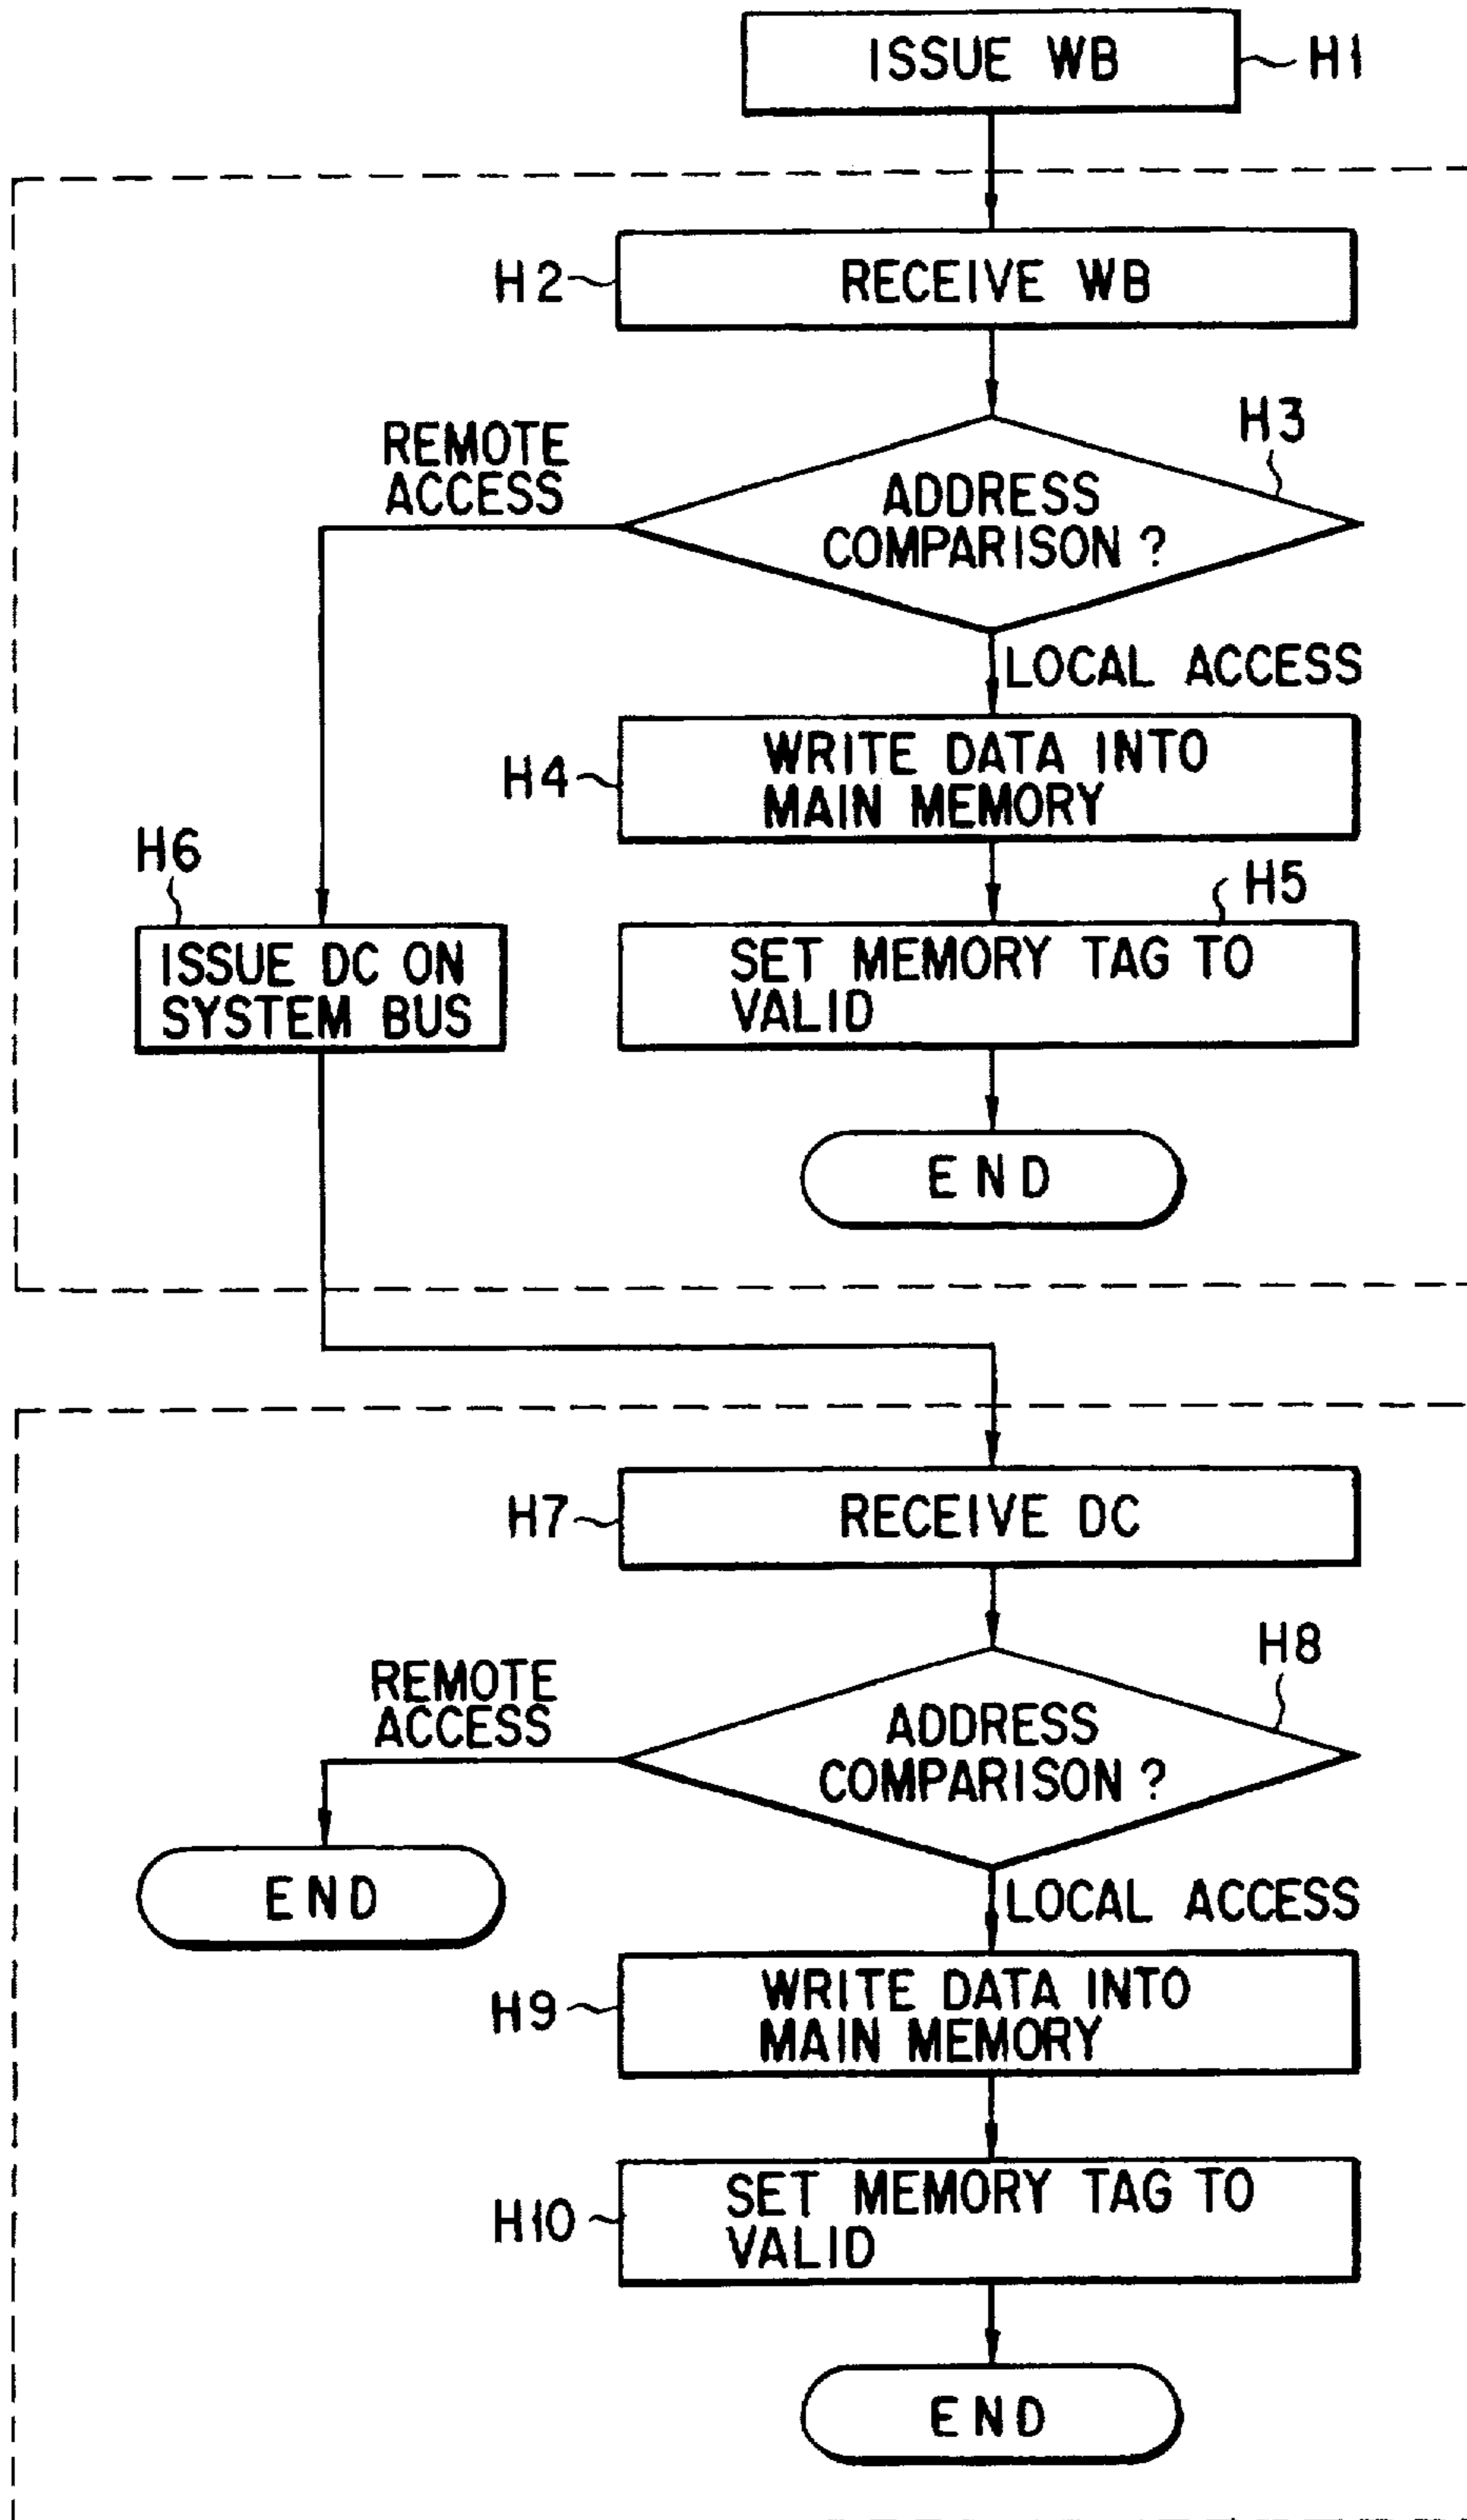 ISSUE WB
H1
H2
RECEIVE WB
H3
REMOTE
ACCESS
ADDRESS
COMPARISON ?
LOCAL ACCESS
H4
WRITE DATA INTO
MAIN MEMORY
H6
H5
ISSUE DC ON
SYSTEM BUS
SET MEMORY TAG TO
VALID
END
H7
RECEIVE DC
H8
REMOTE
ACCESS
ADDRESS
COMPARISON ?
END
LOCAL ACCESS
H9
WRITE DATA INTO
MAIN MEMORY
H10
SET MEMORY TAG TO
VALID
END